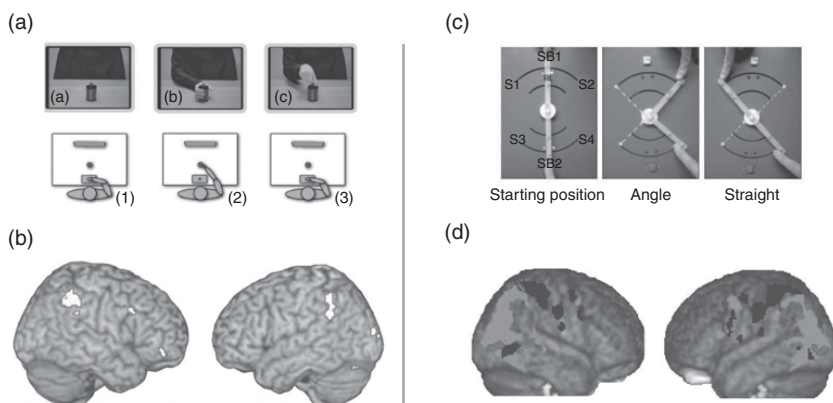 (a)
(a)
(b)
(c)
(1)
(2)
(3)
(b)
(c)
SB1
S1
S2
S3
S4
SB2
Starting position
Angle
Straight
(d)